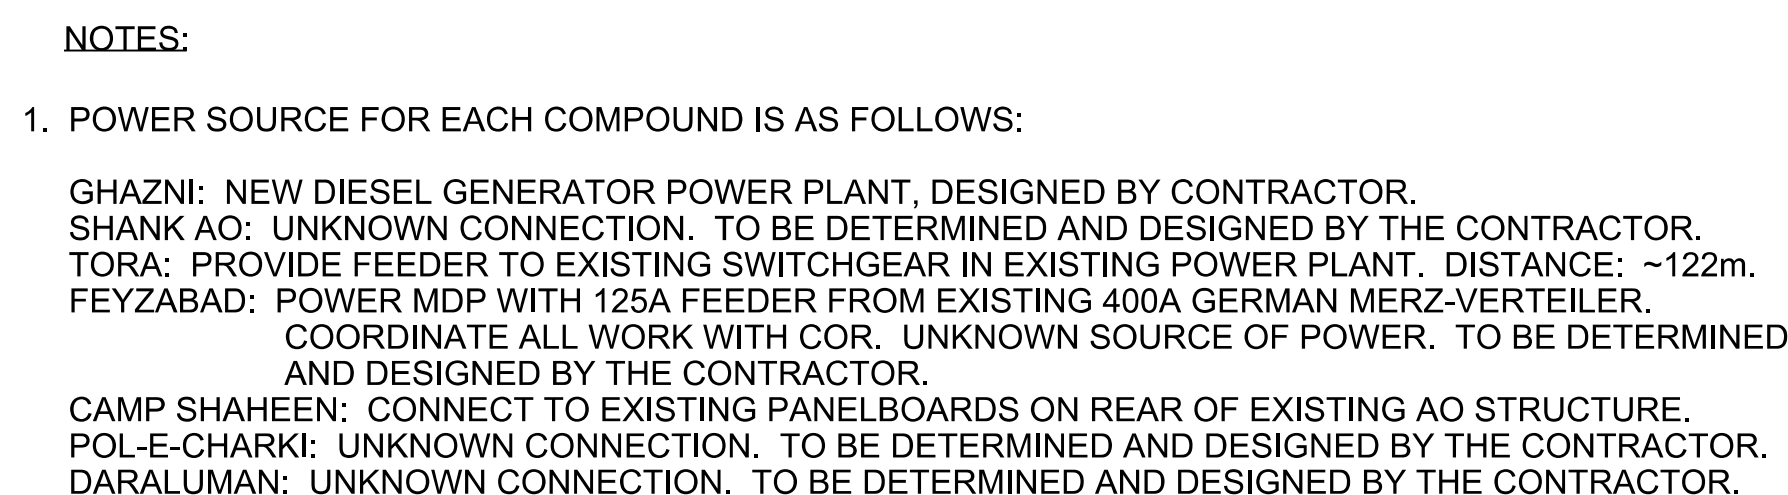 NOTES:
1. POWER SOURCE FOR EACH COMPOUND IS AS FOLLOWS:
GHAZNI: NEW DIESEL GENERATOR POWER PLANT, DESIGNED BY CONTRACTOR.
SHANK AO: UNKNOWN CONNECTION. TO BE DETERMINED AND DESIGNED BY THE CONTRACTOR.
TORA: PROVIDE FEEDER TO EXISTING SWITCHGEAR IN EXISTING POWER PLANT. DISTANCE: ~122m.
FEYZABAD: POWER MDP WITH 125A FEEDER FROM EXISTING 400A GERMAN MERZ-VERTEILER.
COORDINATE ALL WORK WITH COR. UNKNOWN SOURCE OF POWER. TO BE DETERMINED
AND DESIGNED BY THE CONTRACTOR.
CAMP SHAHEEN: CONNECT TO EXISTING PANELBOARDS ON REAR OF EXISTING AO STRUCTURE.
POL-E-CHARKI: UNKNOWN CONNECTION. TO BE DETERMINED AND DESIGNED BY THE CONTRACTOR.
DARALUMAN: UNKNOWN CONNECTION. TO BE DETERMINED AND DESIGNED BY THE CONTRACTOR.